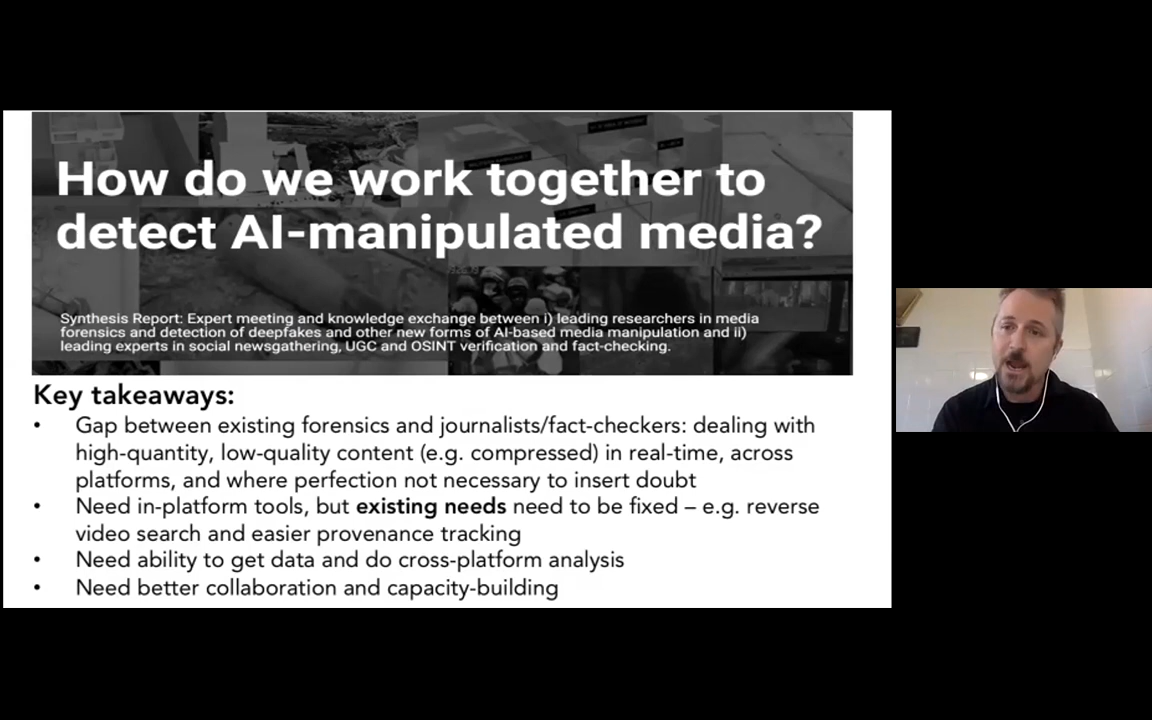 How do we work together to
detect AI-manipulated media?
Synthesis Report: Expert meeting and knowledge exchange between i) leading researchers in media
forensics and detection of deepfakes and other new forms of AI-based media manipulation and ii)
leading experts in social newsgathering, UGC and OSINT verification and fact-checking.
Key takeaways:
• Gap between existing forensics and journalists/fact-checkers: dealing with
high-quantity, low-quality content (e.g. compressed) in real-time, across
platforms, and where perfection not necessary to insert doubt
• Need in-platform tools, but existing needs need to be fixed – e.g. reverse
video search and easier provenance tracking
• Need ability to get data and do cross-platform analysis
• Need better collaboration and capacity-building